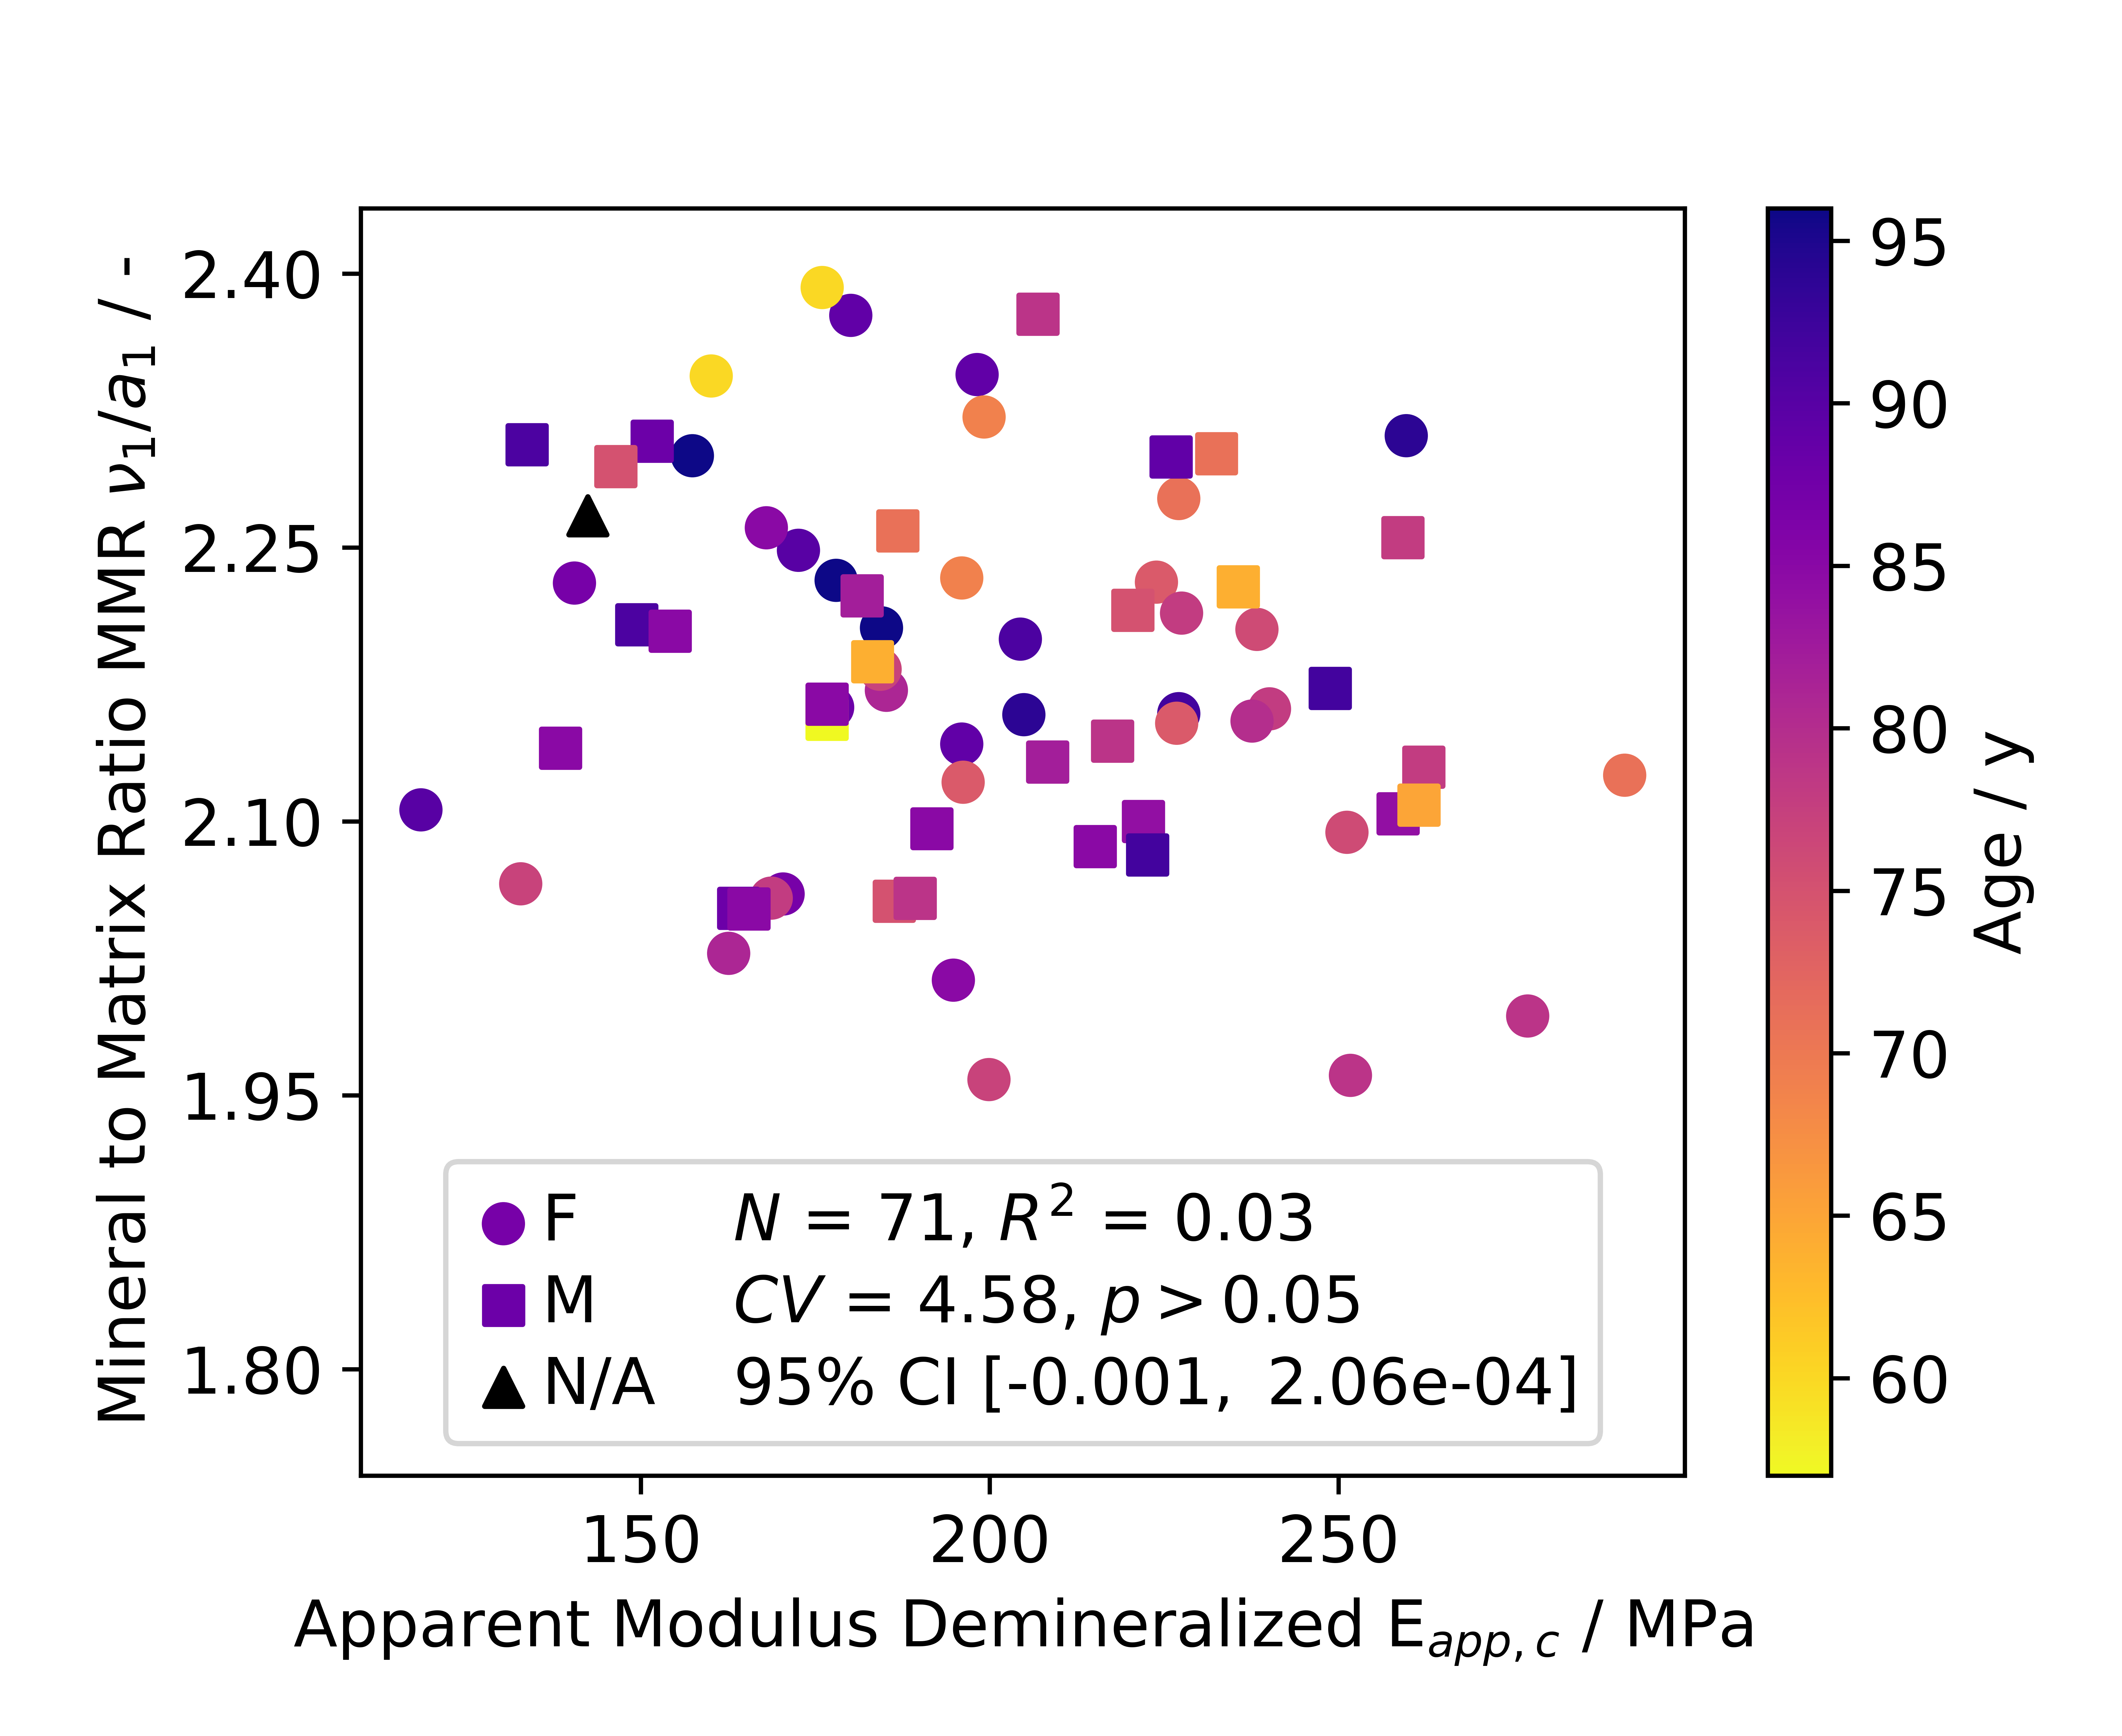 Mineral to Matrix Ratio MMR ν₁/a₁ / -
2.40
2.25
2.10
1.95
1.80
F N = 71, R² = 0.03
M CV = 4.58, p > 0.05
N/A 95% CI [-0.001, 2.06e-04]
150 200 250
Apparent Modulus Demineralized E_app,c / MPa
95
90
85
80
75
70
65
60
Age / y